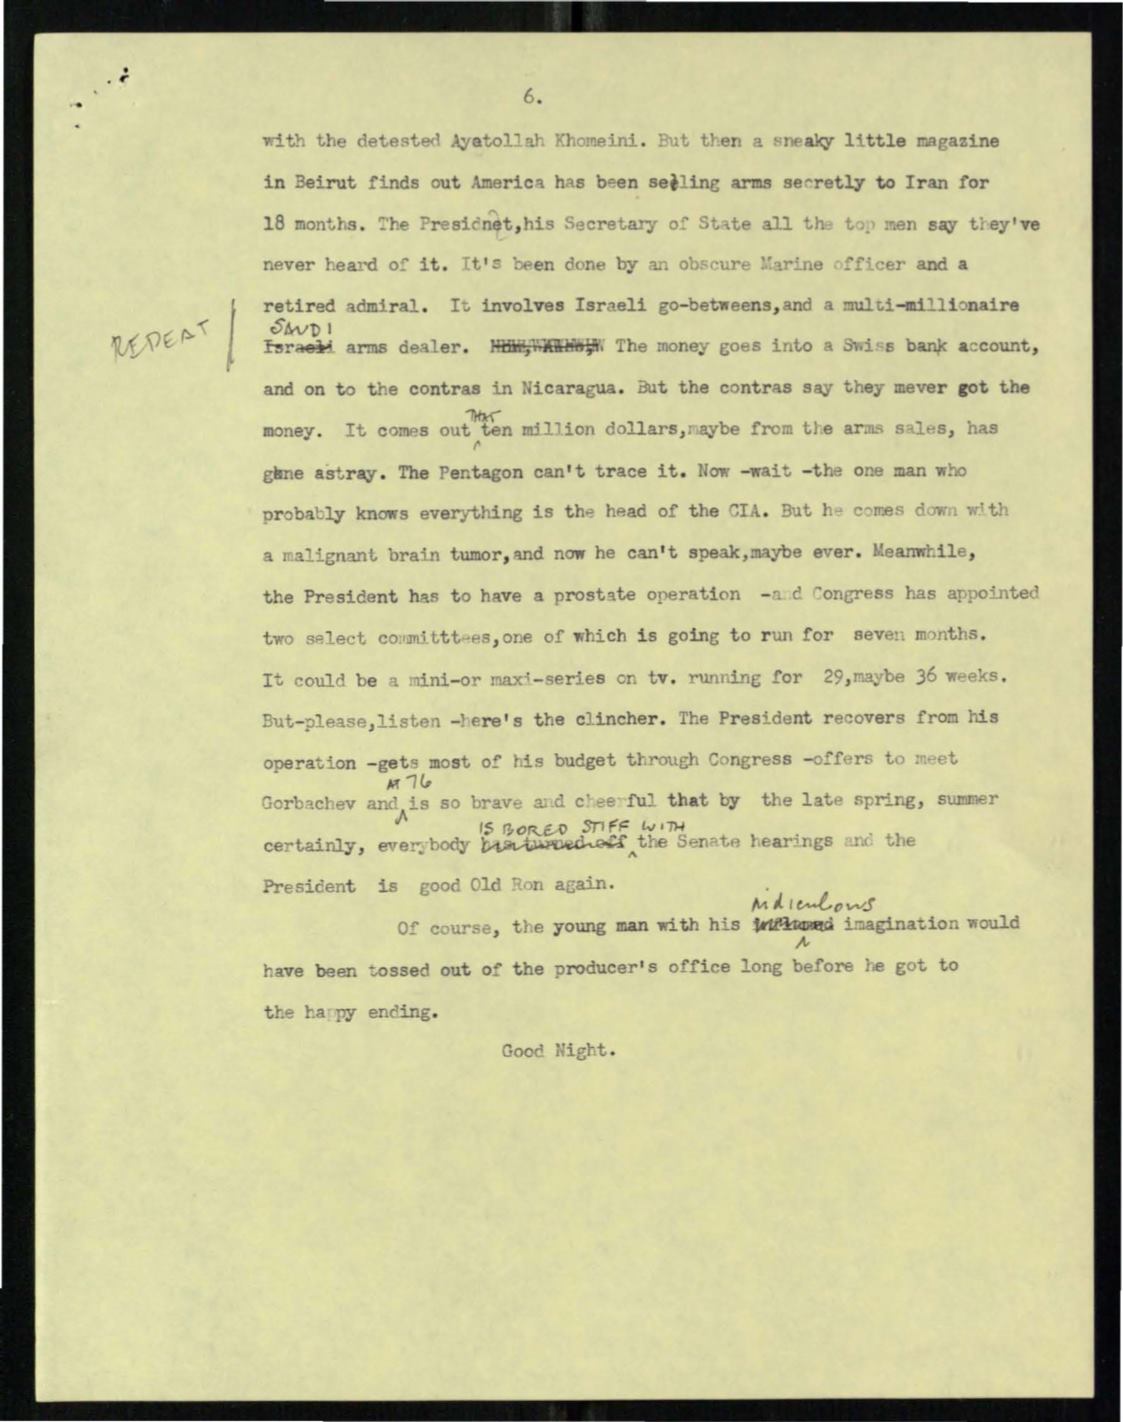 6.
with the detested Ayatollah Khomeini. But then a sneaky little magazine
in Beirut finds out America has been selling arms secretly to Iran for
18 months. The Presidnet,his Secretary of State all the top men say they've
never heard of it. It's been done by an obscure Marine officer and a
retired admiral. It involves Israeli go-betweens,and a multi-millionaire
REPEAT
SAUDI
Israeli arms dealer. The money goes into a Swiss bank account,
and on to the contras in Nicaragua. But the contras say they mever got the
THAT
money. It comes out ten million dollars,maybe from the arms sales, has
gone astray. The Pentagon can't trace it. Now -wait -the one man who
probably knows everything is the head of the CIA. But he comes down with
a malignant brain tumor,and now he can't speak,maybe ever. Meanwhile,
the President has to have a prostate operation -and Congress has appointed
two select committtees,one of which is going to run for seven months.
It could be a mini-or maxi-series on tv. running for 29,maybe 36 weeks.
But-please,listen -here's the clincher. The President recovers from his
operation -gets most of his budget through Congress -offers to meet
AT 76
Gorbachev and is so brave and cheerful that by the late spring, summer
IS BORED STIFF WITH
certainly, everybody the Senate hearings and the
President is good Old Ron again.
ridiculous
Of course, the young man with his imagination would
have been tossed out of the producer's office long before he got to
the happy ending.
Good Night.